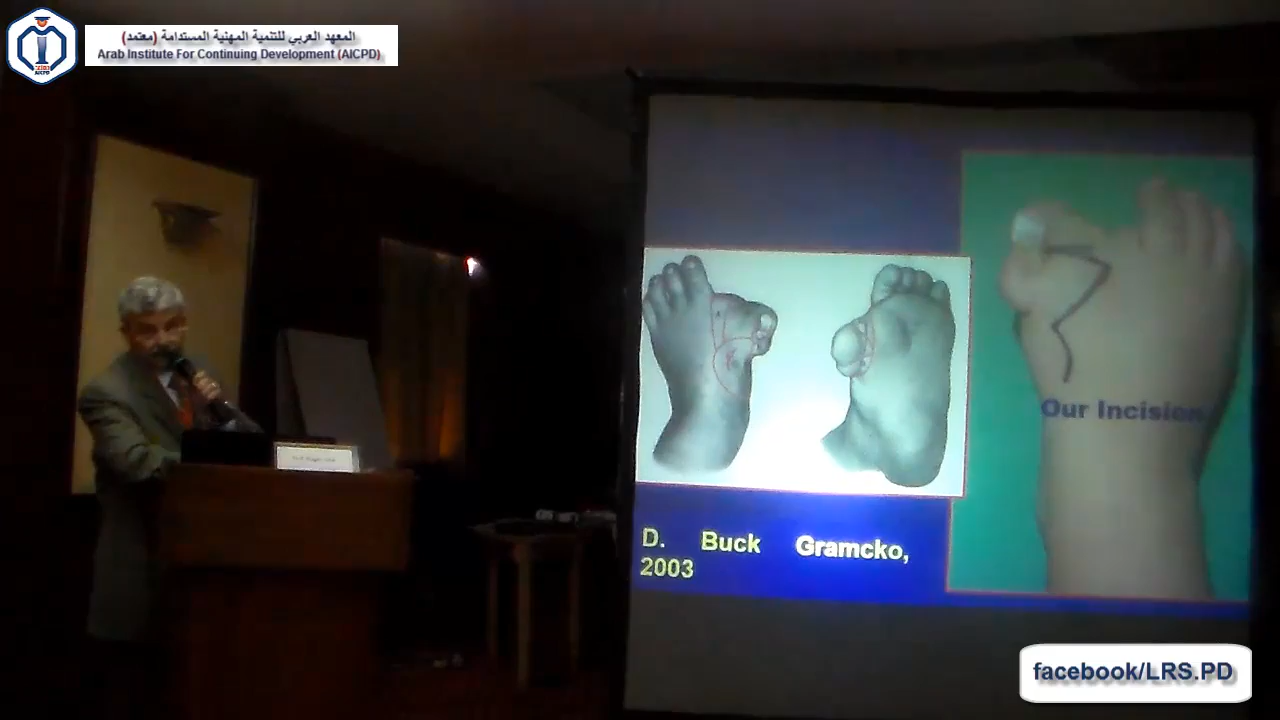 المعهد العربي للتنمية المهنية المستدامة (معتمد)
Arab Institute For Continuing Development (AICPD)
AICPD
Our Incision
D. Buck Gramcko,
2003
facebook/LRS.PD